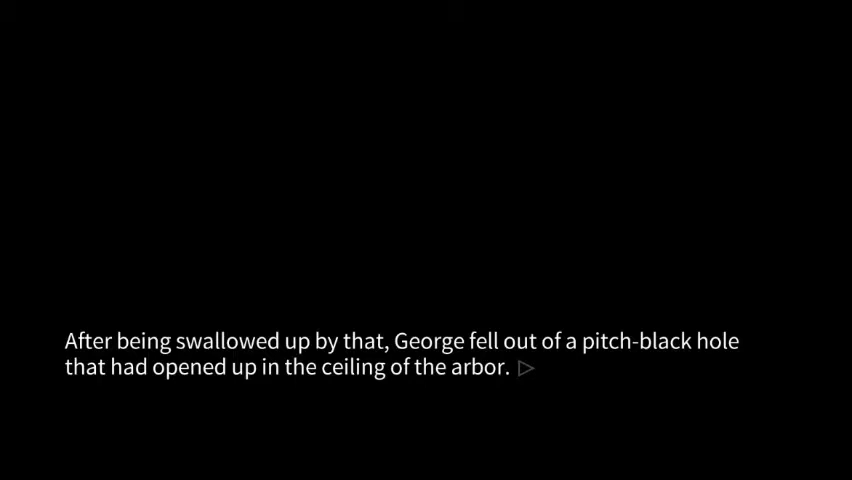 After being swallowed up by that, George fell out of a pitch-black hole
that had opened up in the ceiling of the arbor.